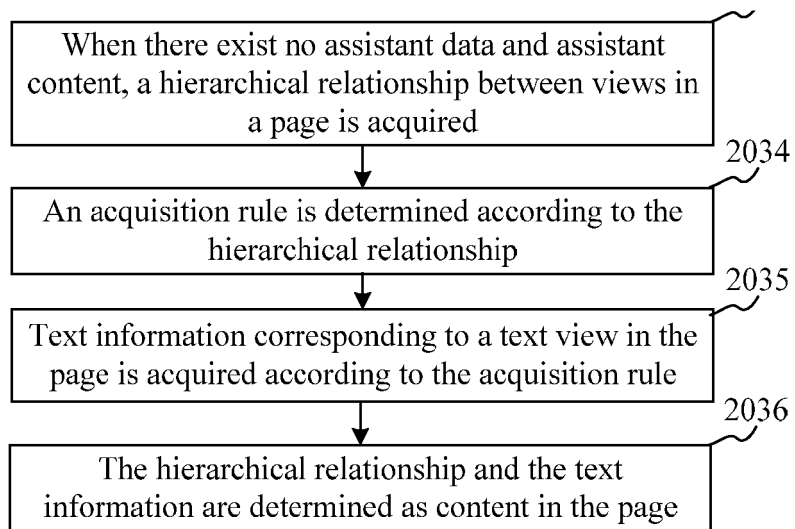 When there exist no assistant data and assistant
content, a hierarchical relationship between views in
a page is acquired
2034
An acquisition rule is determined according to the
hierarchical relationship
2035
Text information corresponding to a text view in the
page is acquired according to the acquisition rule
2036
The hierarchical relationship and the text
information are determined as content in the page